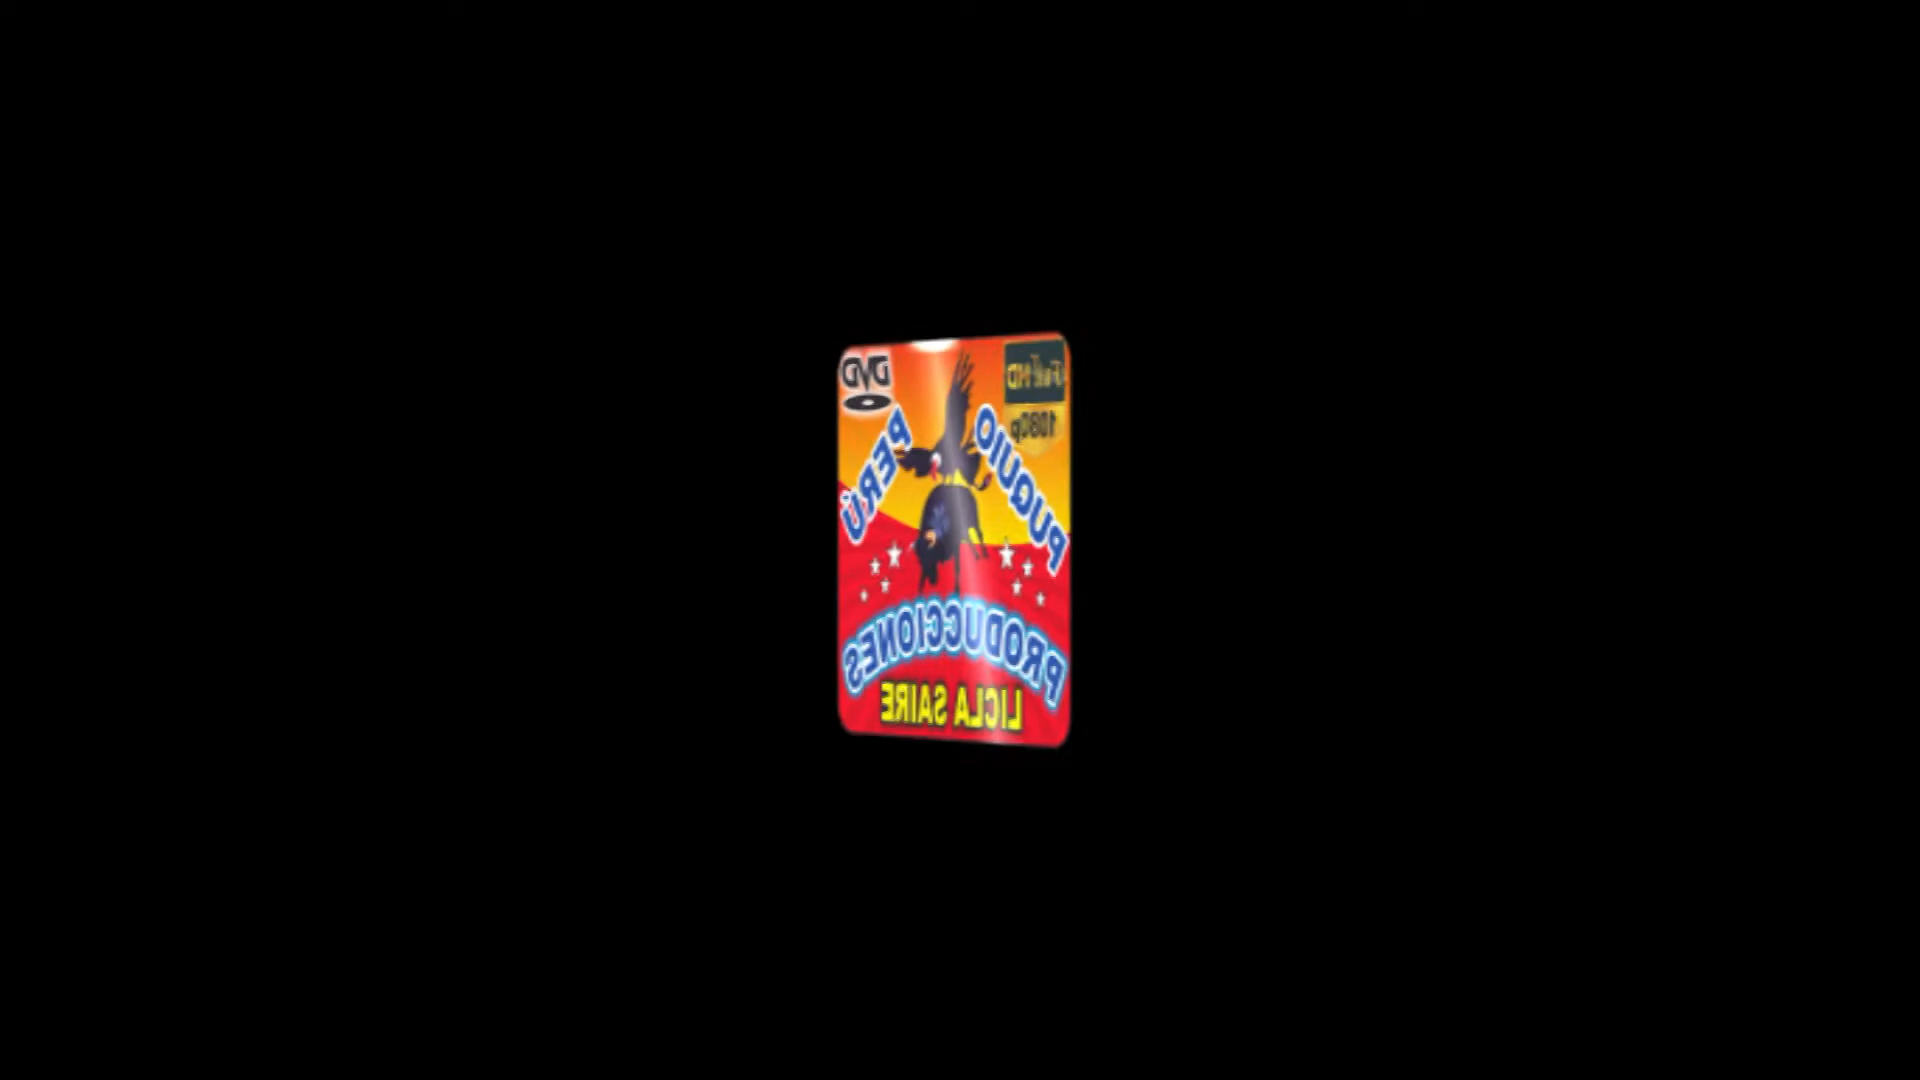 Full HD
1080p
DVD
PUQUIO
PERÚ
PRODUCCIONES
LICLA SAIRE